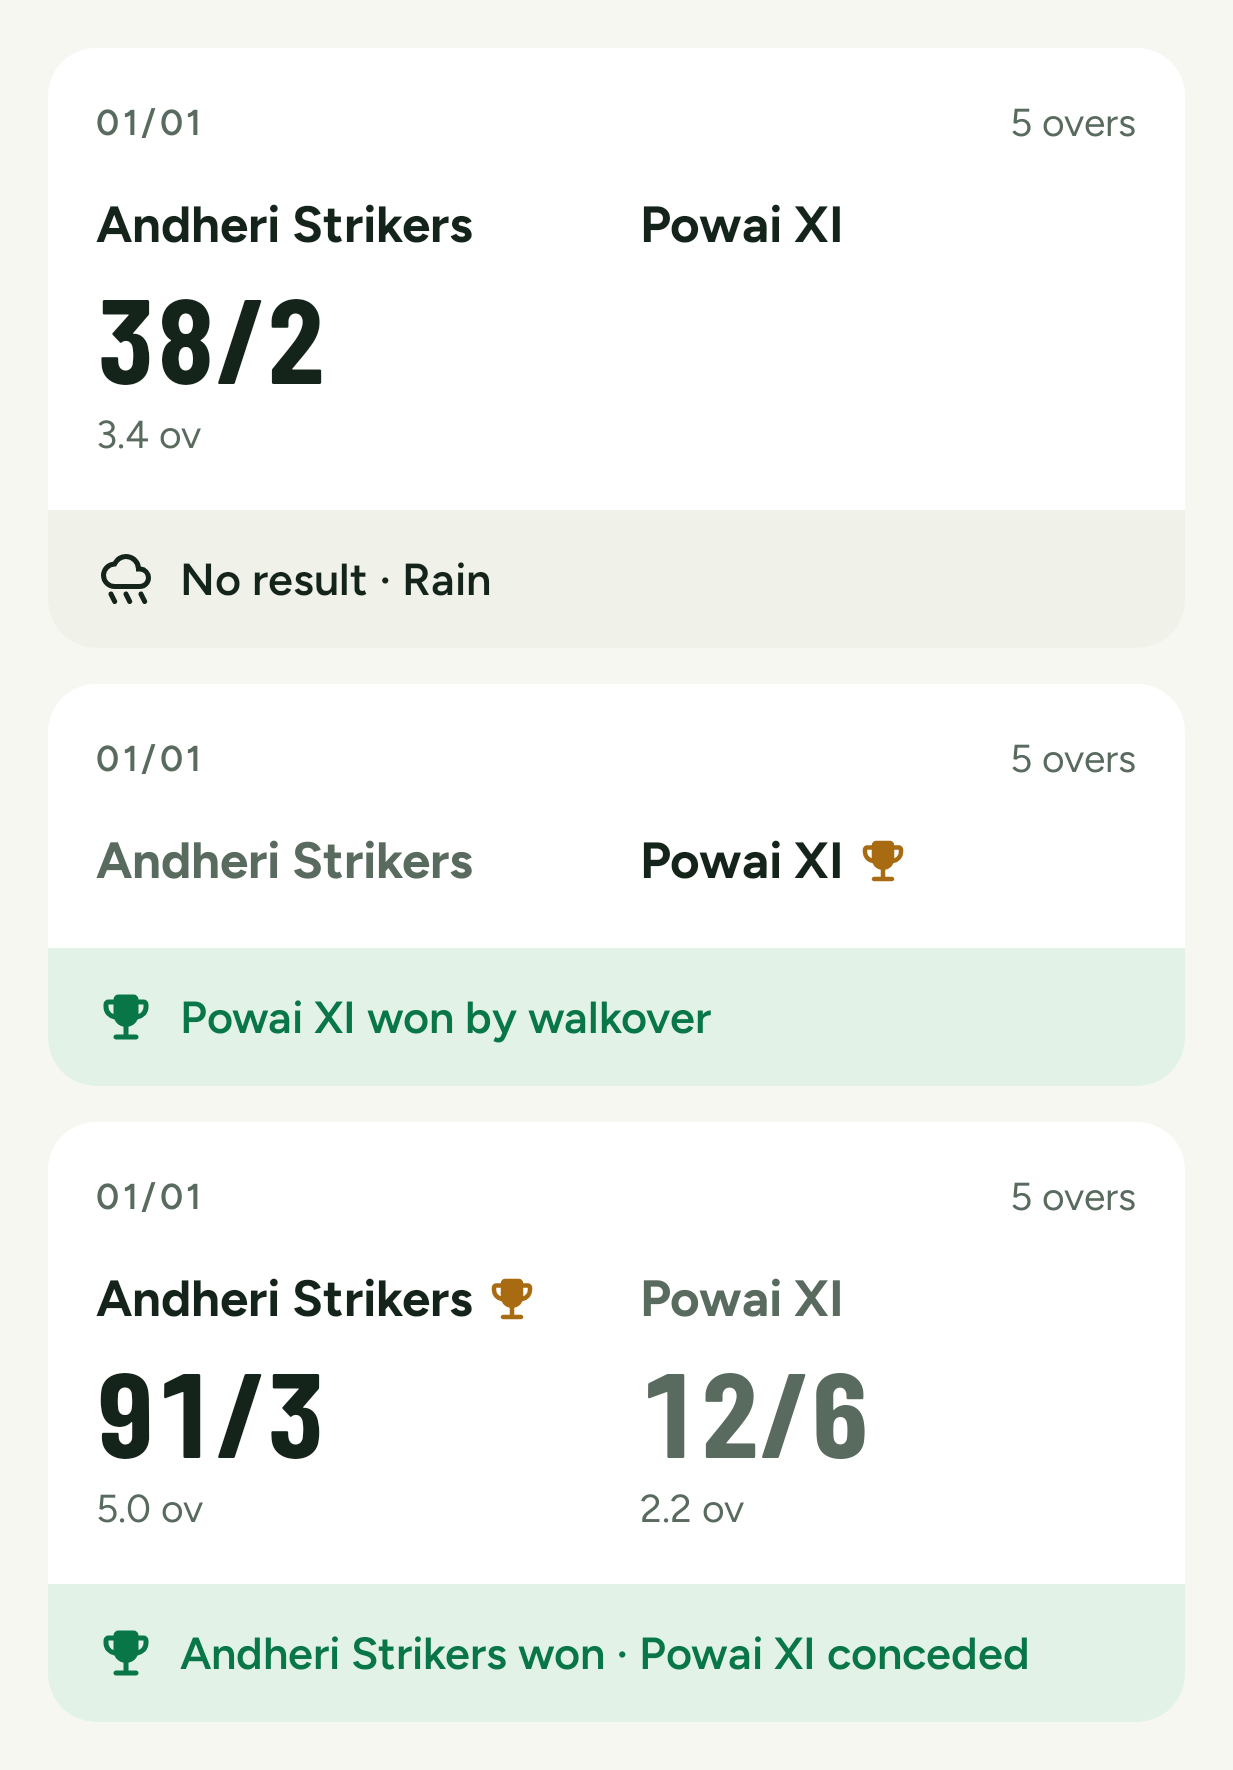 01/01 5 overs
Andheri Strikers Powai XI
38/2
3.4 ov
No result · Rain
01/01 5 overs
Andheri Strikers Powai XI
Powai XI won by walkover
01/01 5 overs
Andheri Strikers Powai XI
91/3 12/6
5.0 ov 2.2 ov
Andheri Strikers won · Powai XI conceded